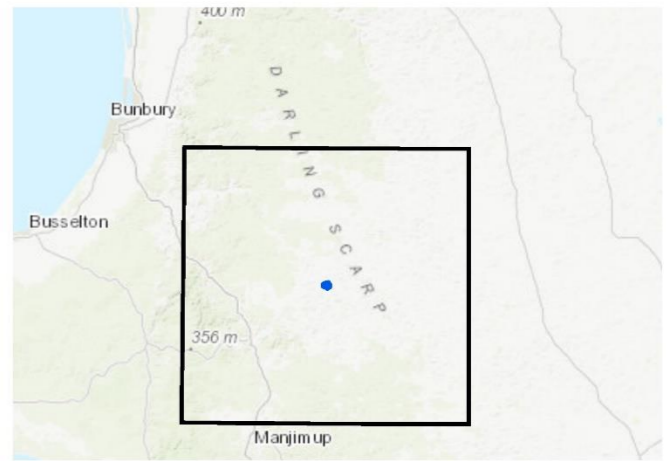 400 m
DARLING SCARP
Bunbury
Busselton
356 m
Manjimup